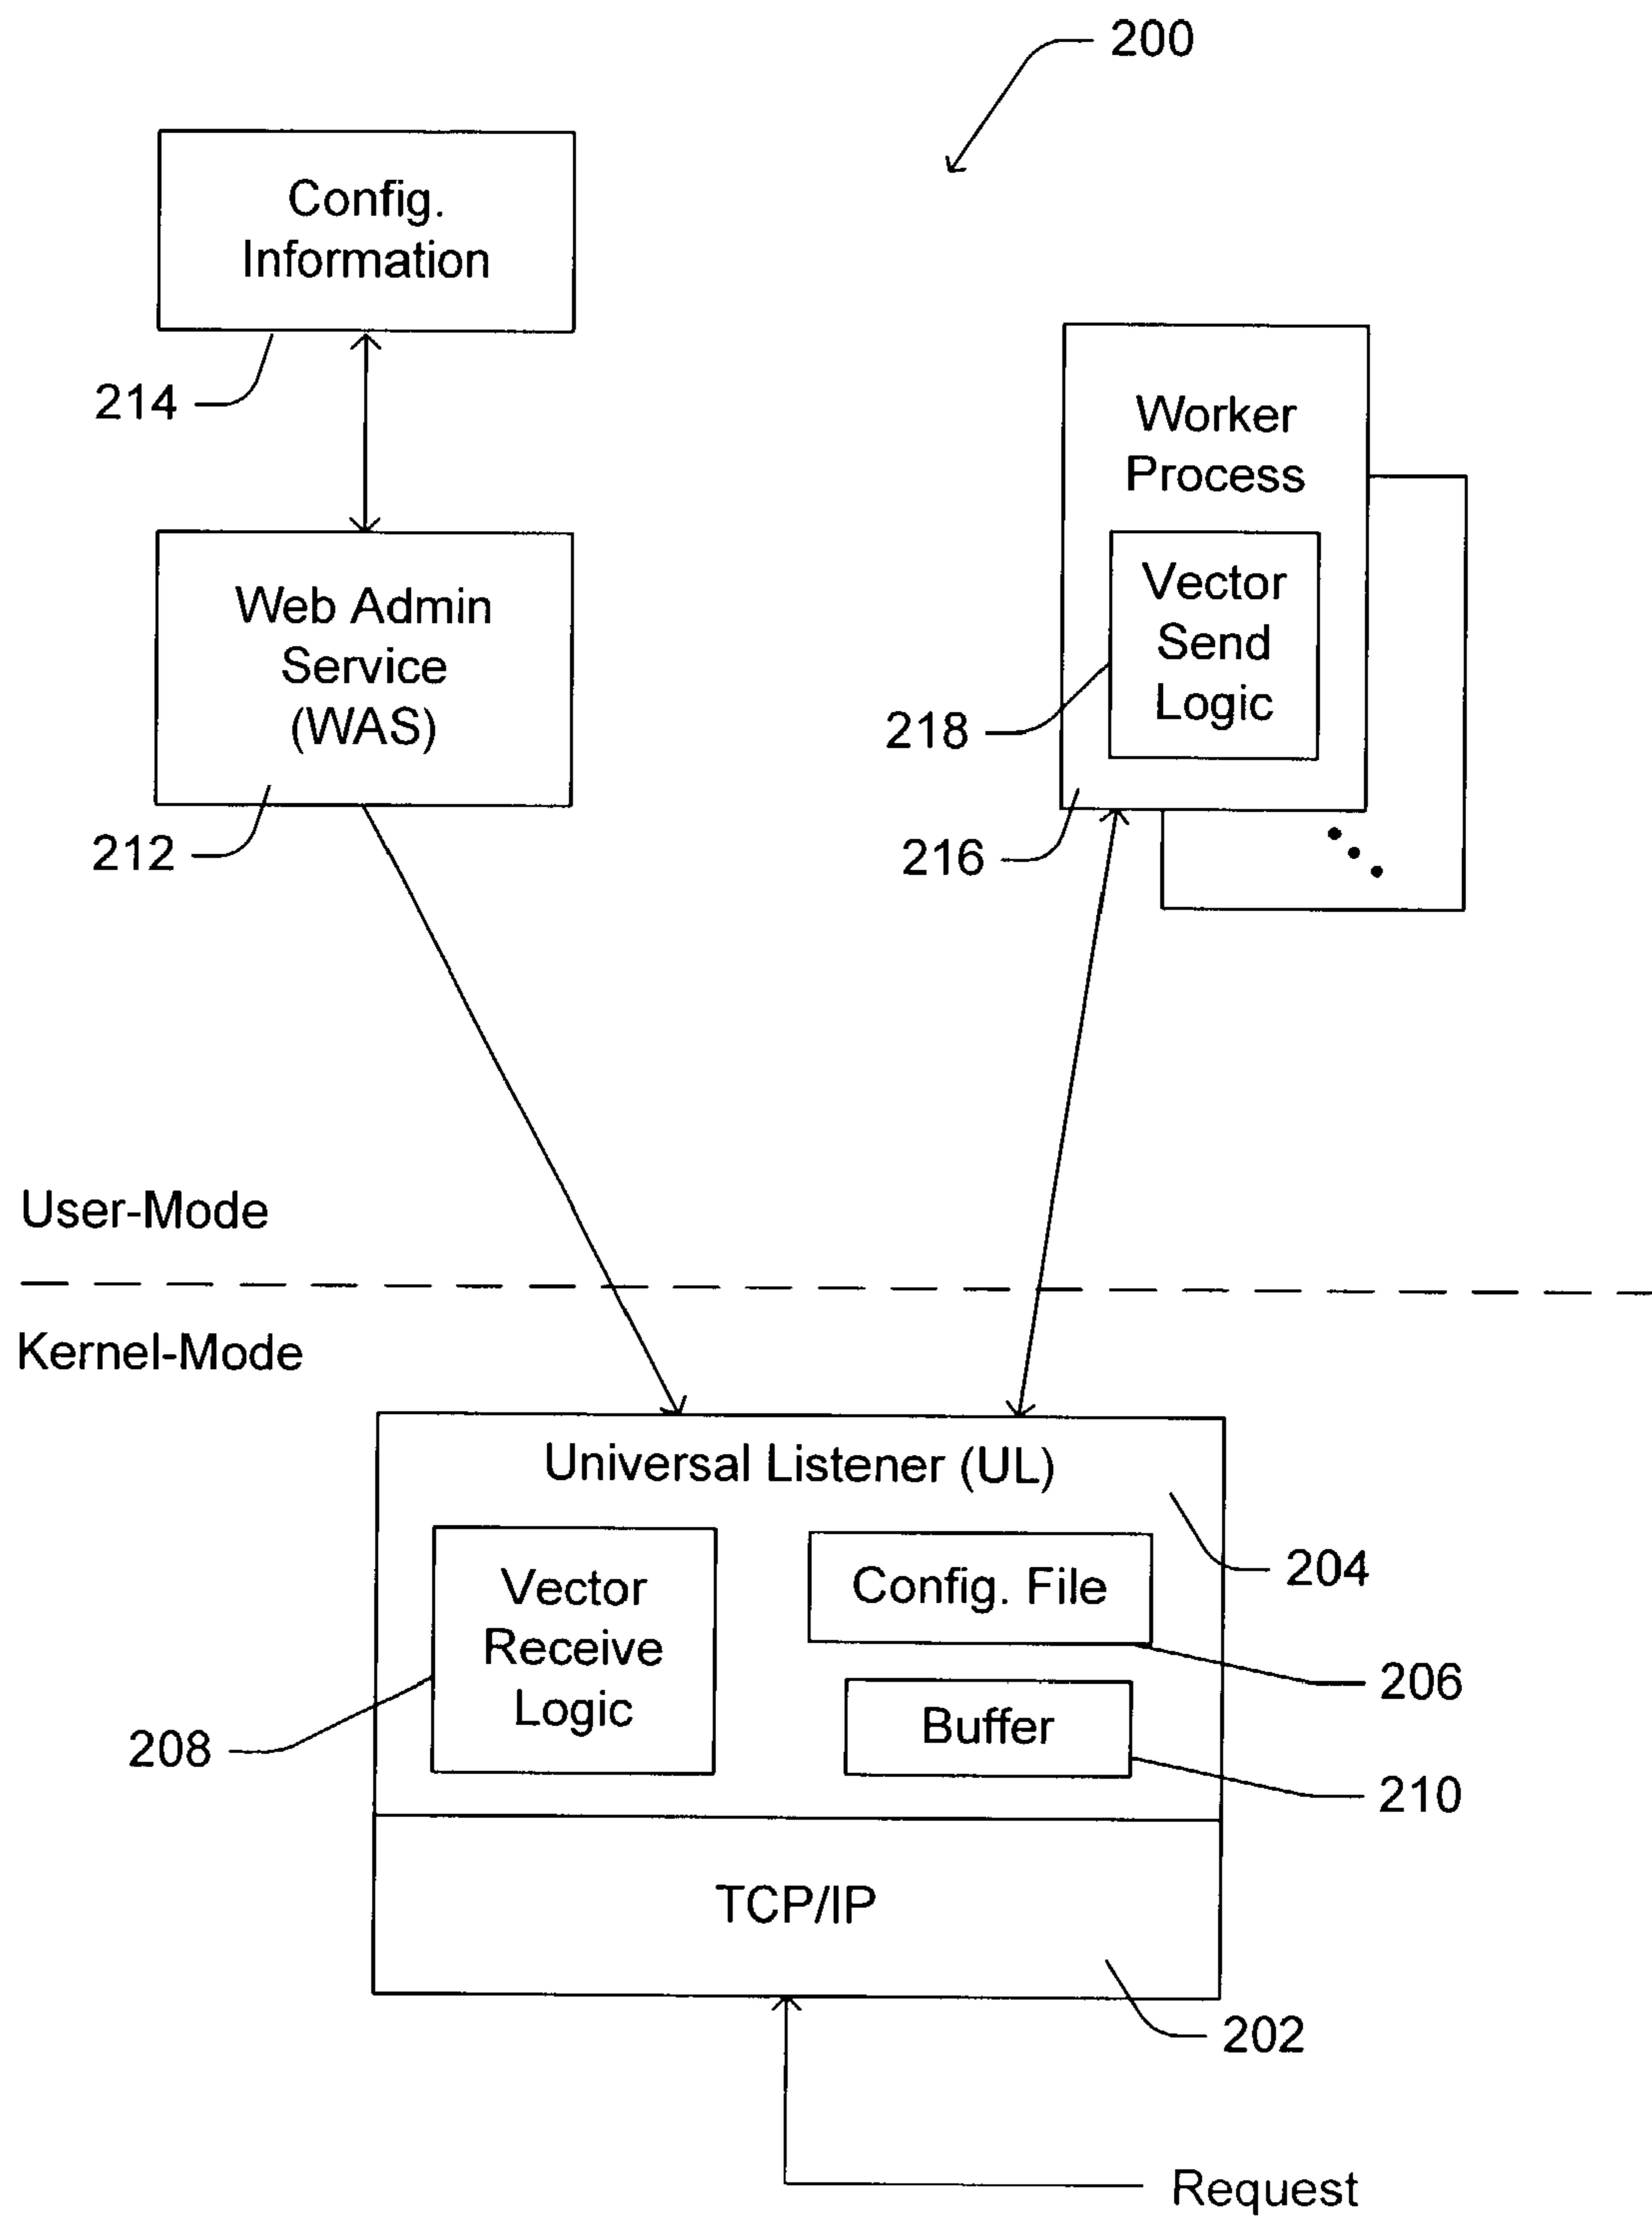 200
Config.
Information
214
Worker
Process
Web Admin
Service
(WAS)
212
Vector
Send
Logic
218
216
User-Mode
Kernel-Mode
Universal Listener (UL)
204
Vector
Receive
Logic
208
Config. File
206
Buffer
210
TCP/IP
202
Request